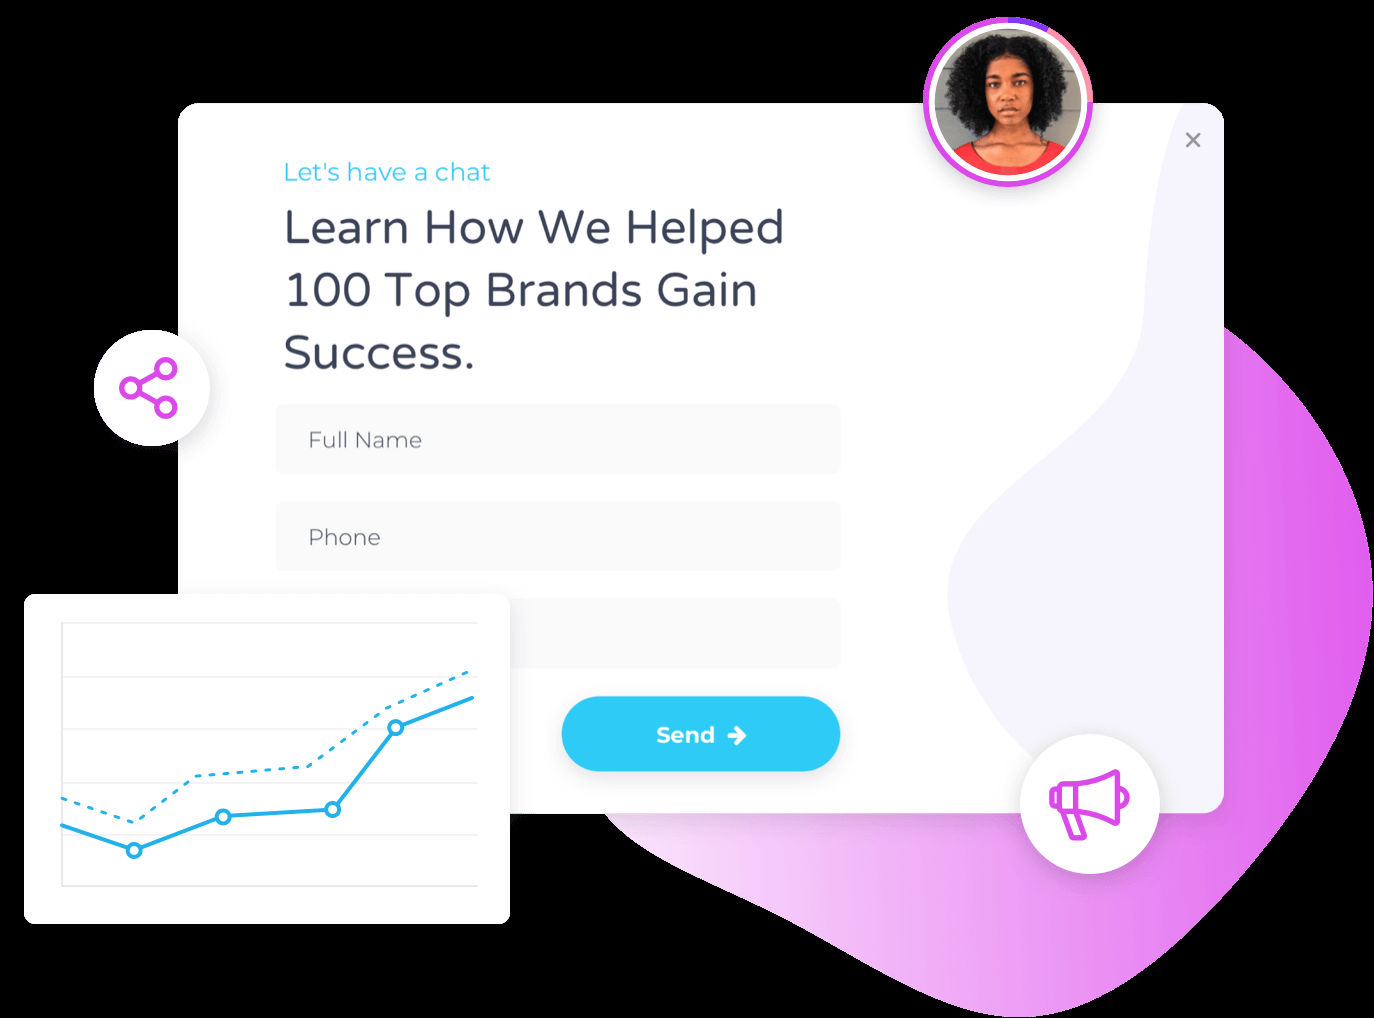 Let's have a chat
Learn How We Helped
100 Top Brands Gain
Success.
Full Name
Phone
Send